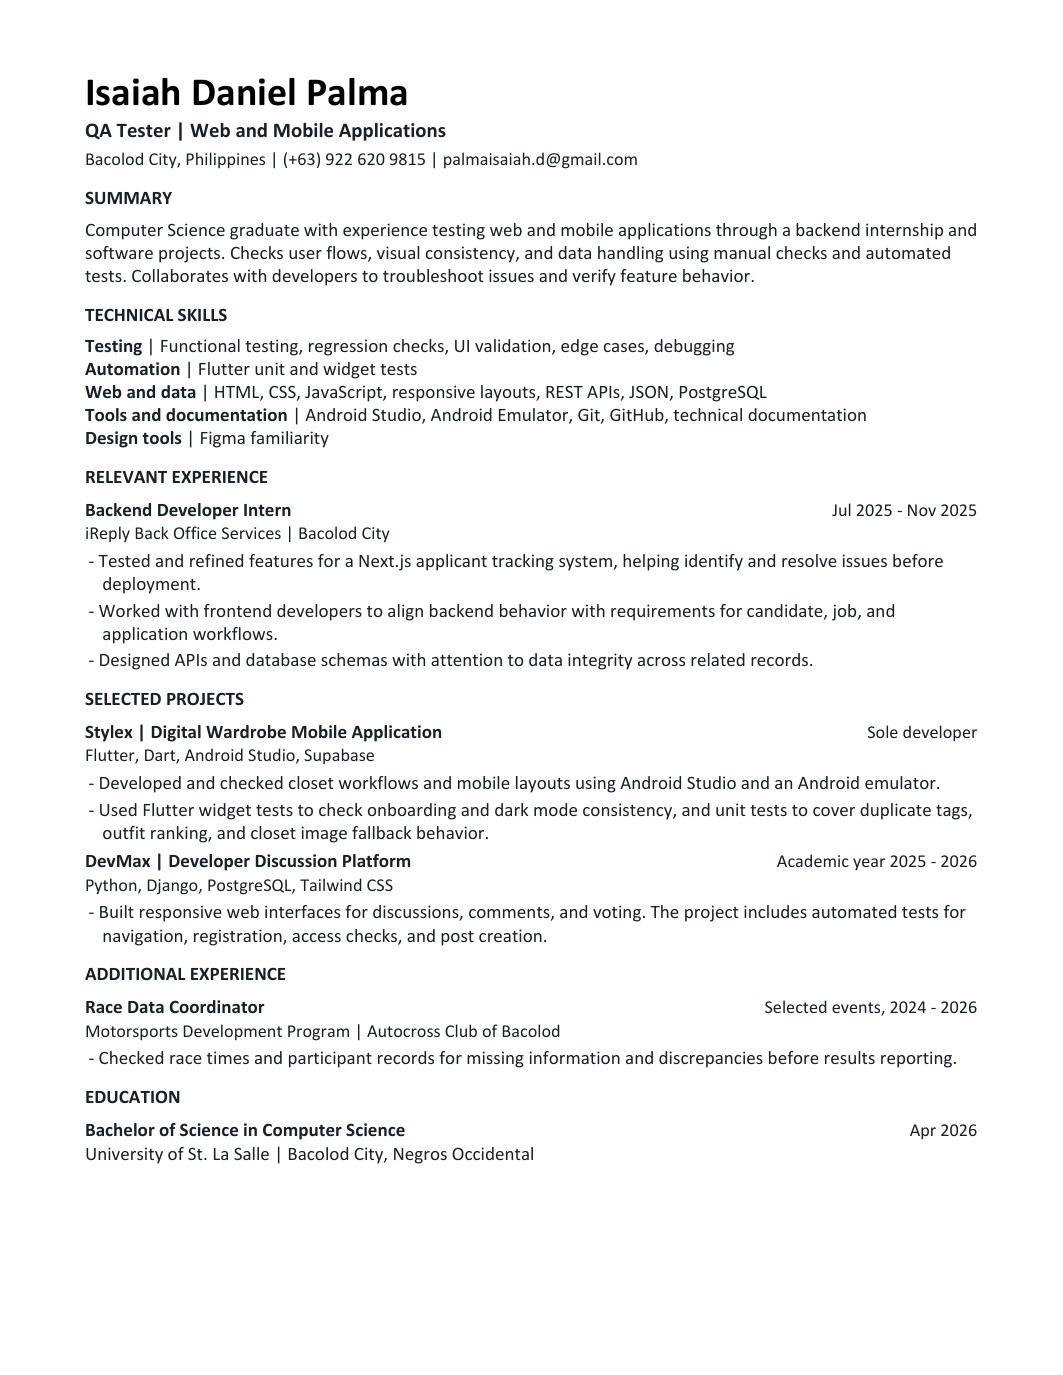 Isaiah Daniel Palma
QA Tester | Web and Mobile Applications
Bacolod City, Philippines | (+63) 922 620 9815 | palmaisaiah.d@gmail.com
SUMMARY
Computer Science graduate with experience testing web and mobile applications through a backend internship and
software projects. Checks user flows, visual consistency, and data handling using manual checks and automated
tests. Collaborates with developers to troubleshoot issues and verify feature behavior.
TECHNICAL SKILLS
Testing | Functional testing, regression checks, UI validation, edge cases, debugging
Automation | Flutter unit and widget tests
Web and data | HTML, CSS, JavaScript, responsive layouts, REST APIs, JSON, PostgreSQL
Tools and documentation | Android Studio, Android Emulator, Git, GitHub, technical documentation
Design tools | Figma familiarity
RELEVANT EXPERIENCE
Backend Developer Intern Jul 2025 - Nov 2025
iReply Back Office Services | Bacolod City
- Tested and refined features for a Next.js applicant tracking system, helping identify and resolve issues before
deployment.
- Worked with frontend developers to align backend behavior with requirements for candidate, job, and
application workflows.
- Designed APIs and database schemas with attention to data integrity across related records.
SELECTED PROJECTS
Stylex | Digital Wardrobe Mobile Application Sole developer
Flutter, Dart, Android Studio, Supabase
- Developed and checked closet workflows and mobile layouts using Android Studio and an Android emulator.
- Used Flutter widget tests to check onboarding and dark mode consistency, and unit tests to cover duplicate tags,
outfit ranking, and closet image fallback behavior.
DevMax | Developer Discussion Platform Academic year 2025 - 2026
Python, Django, PostgreSQL, Tailwind CSS
- Built responsive web interfaces for discussions, comments, and voting. The project includes automated tests for
navigation, registration, access checks, and post creation.
ADDITIONAL EXPERIENCE
Race Data Coordinator Selected events, 2024 - 2026
Motorsports Development Program | Autocross Club of Bacolod
- Checked race times and participant records for missing information and discrepancies before results reporting.
EDUCATION
Bachelor of Science in Computer Science Apr 2026
University of St. La Salle | Bacolod City, Negros Occidental